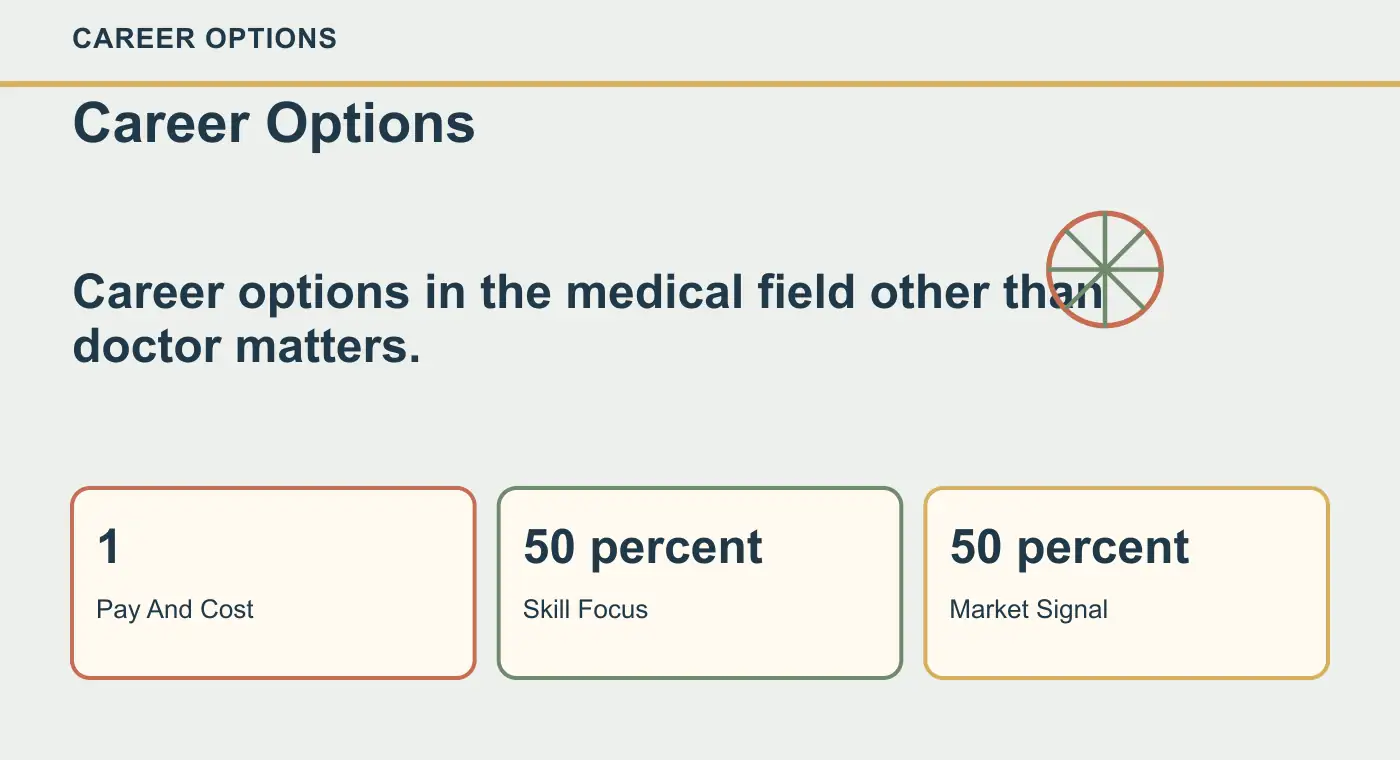 CAREER OPTIONS
Career Options
Career options in the medical field other than
doctor matters.
1
Pay And Cost
50 percent
Skill Focus
50 percent
Market Signal